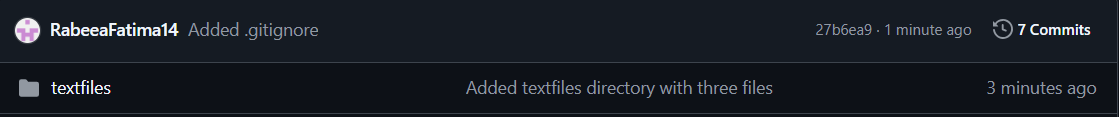 RabeeaFatima14 Added .gitignore 27b6ea9 · 1 minute ago 7 Commits
textfiles Added textfiles directory with three files 3 minutes ago